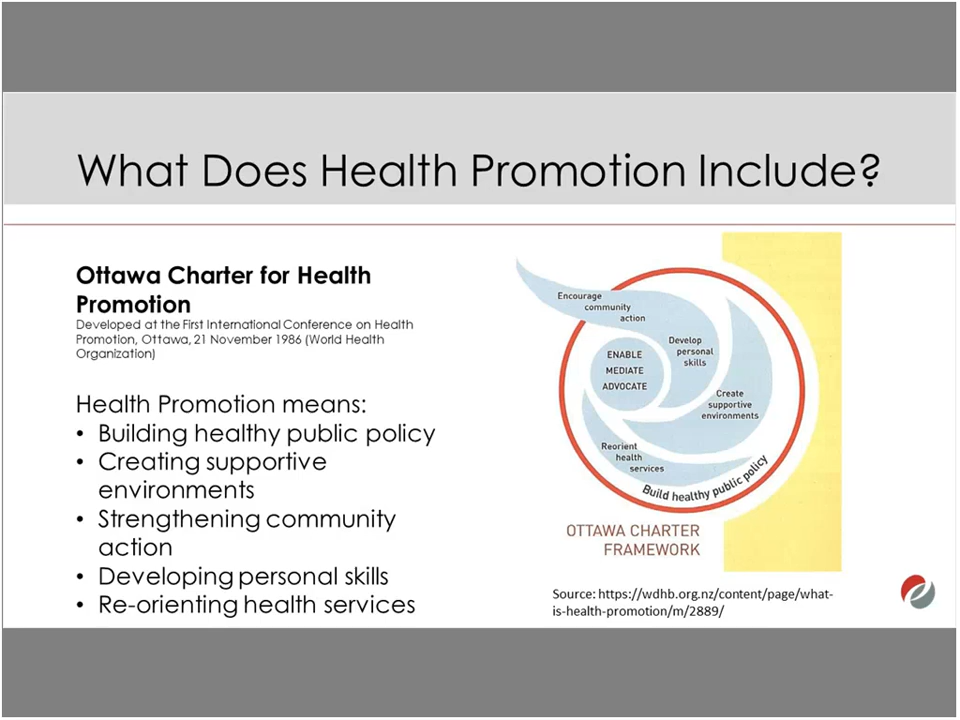 What Does Health Promotion Include?
Ottawa Charter for Health
Promotion
Developed at the First International Conference on Health
Promotion, Ottawa, 21 November 1986 (World Health
Organization)
Health Promotion means:
• Building healthy public policy
• Creating supportive
environments
• Strengthening community
action
• Developing personal skills
• Re-orienting health services
Encourage
community
action
Develop
personal
skills
ENABLE
MEDIATE
ADVOCATE
Create
supportive
environments
Reorient
health
services
Build healthy public policy
OTTAWA CHARTER
FRAMEWORK
Source: https://wdhb.org.nz/content/page/what-
is-health-promotion/m/2889/